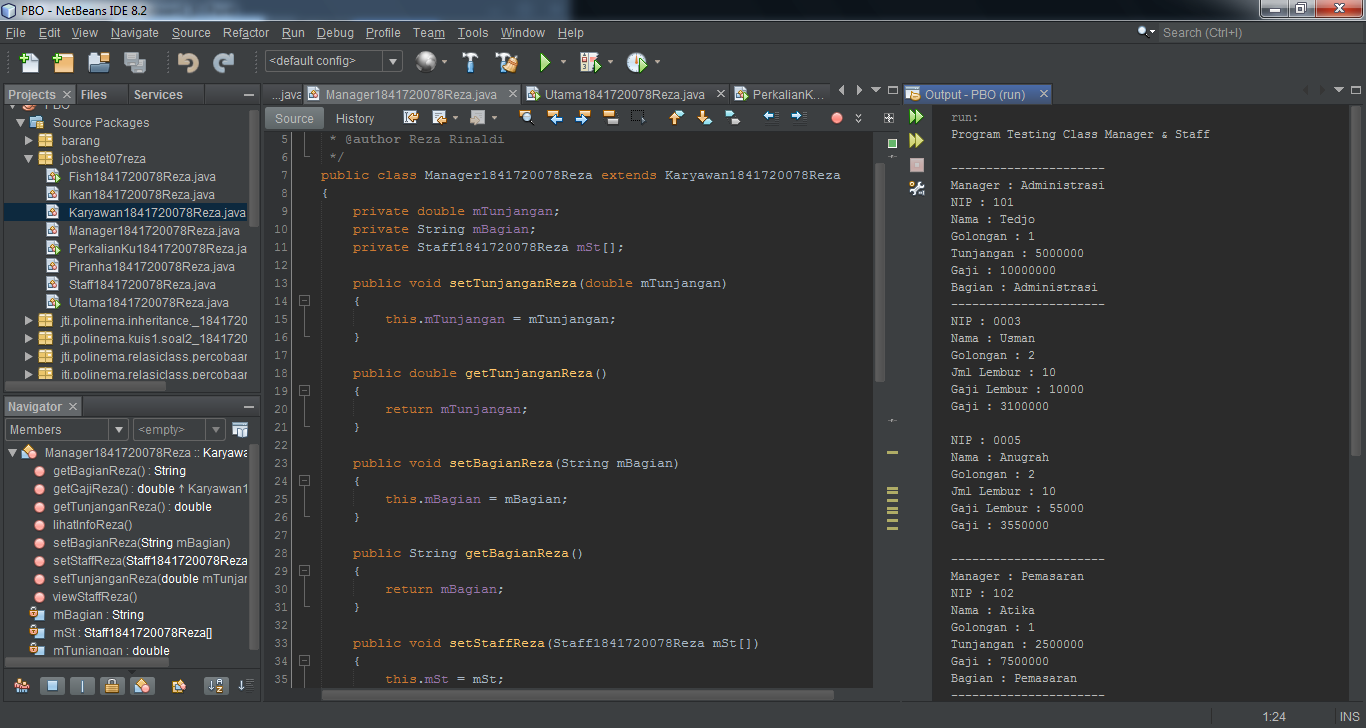 PBO - NetBeans IDE 8.2
File Edit View Navigate Source Refactor Run Debug Profile Team Tools Window Help
Search (Ctrl+I)
<default config>
Projects Files Services
PBO
Source Packages
barang
jobsheet07reza
Fish1841720078Reza.java
Ikan1841720078Reza.java
Karyawan1841720078Reza.java
Manager1841720078Reza.java
PerkalianKu1841720078Reza.ja
Piranha1841720078Reza.java
Staff1841720078Reza.java
Utama1841720078Reza.java
jti.polinema.inheritance._184172
jti.polinema.kuis1.soal2_1841720
jti.polinema.relasiclass.percobaar
jti.polinema.relasiclass.percobaar
Navigator
Members <empty>
Manager1841720078Reza :: Karyawa
getBagianReza() : String
getGajiReza() : double ↑ Karyawan1
getTunjanganReza() : double
lihatInfoReza()
setBagianReza(String mBagian)
setStaffReza(Staff1841720078Reza
setTunjanganReza(double mTunjar
viewStaffReza()
mBagian : String
mSt : Staff1841720078Reza[]
mTunjangan : double
...java Manager1841720078Reza.java Utama1841720078Reza.java PerkalianK...
Source History
5 * @author Reza Rinaldi
6 */
7 public class Manager1841720078Reza extends Karyawan1841720078Reza
8 {
9 private double mTunjangan;
10 private String mBagian;
11 private Staff1841720078Reza mSt[];
12
13 public void setTunjanganReza(double mTunjangan)
14 {
15 this.mTunjangan = mTunjangan;
16 }
17
18 public double getTunjanganReza()
19 {
20 return mTunjangan;
21 }
22
23 public void setBagianReza(String mBagian)
24 {
25 this.mBagian = mBagian;
26 }
27
28 public String getBagianReza()
29 {
30 return mBagian;
31 }
32
33 public void setStaffReza(Staff1841720078Reza mSt[])
34 {
35 this.mSt = mSt;
Output - PBO (run)
run:
Program Testing Class Manager & Staff
-----------------------
Manager : Administrasi
NIP : 101
Nama : Tedjo
Golongan : 1
Tunjangan : 5000000
Gaji : 10000000
Bagian : Administrasi
-----------------------
NIP : 0003
Nama : Usman
Golongan : 2
Jml Lembur : 10
Gaji Lembur : 10000
Gaji : 3100000
NIP : 0005
Nama : Anugrah
Golongan : 2
Jml Lembur : 10
Gaji Lembur : 55000
Gaji : 3550000
-----------------------
Manager : Pemasaran
NIP : 102
Nama : Atika
Golongan : 1
Tunjangan : 2500000
Gaji : 7500000
Bagian : Pemasaran
-----------------------
1:24 INS